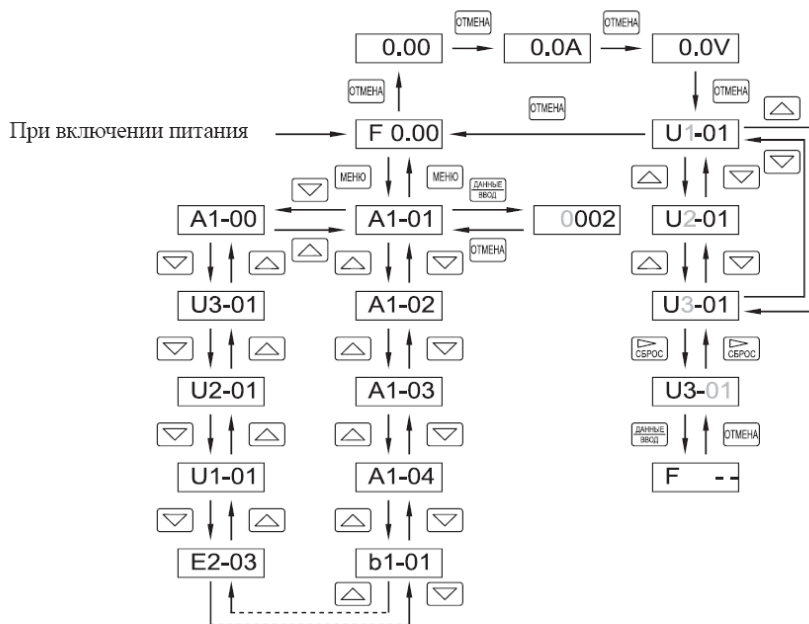 ОТМЕНА ОТМЕНА
0.00 0.0A 0.0V
ОТМЕНА ОТМЕНА ОТМЕНА
При включении питания F 0.00 U1-01
МЕНЮ МЕНЮ ДАННЫЕ ВВОД
A1-00 A1-01 0002 U2-01
ОТМЕНА
U3-01 A1-02 U3-01
СБРОС СБРОС
U2-01 A1-03 U3-01
ДАННЫЕ ВВОД ОТМЕНА
U1-01 A1-04 F --
E2-03 b1-01